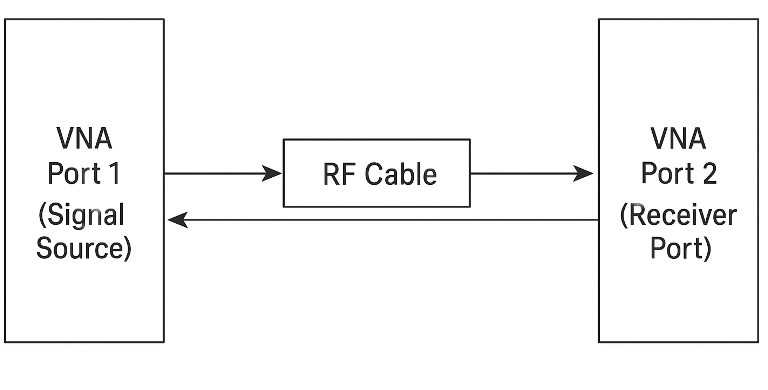 VNA
Port 1
(Signal
Source)
RF Cable
VNA
Port 2
(Receiver
Port)